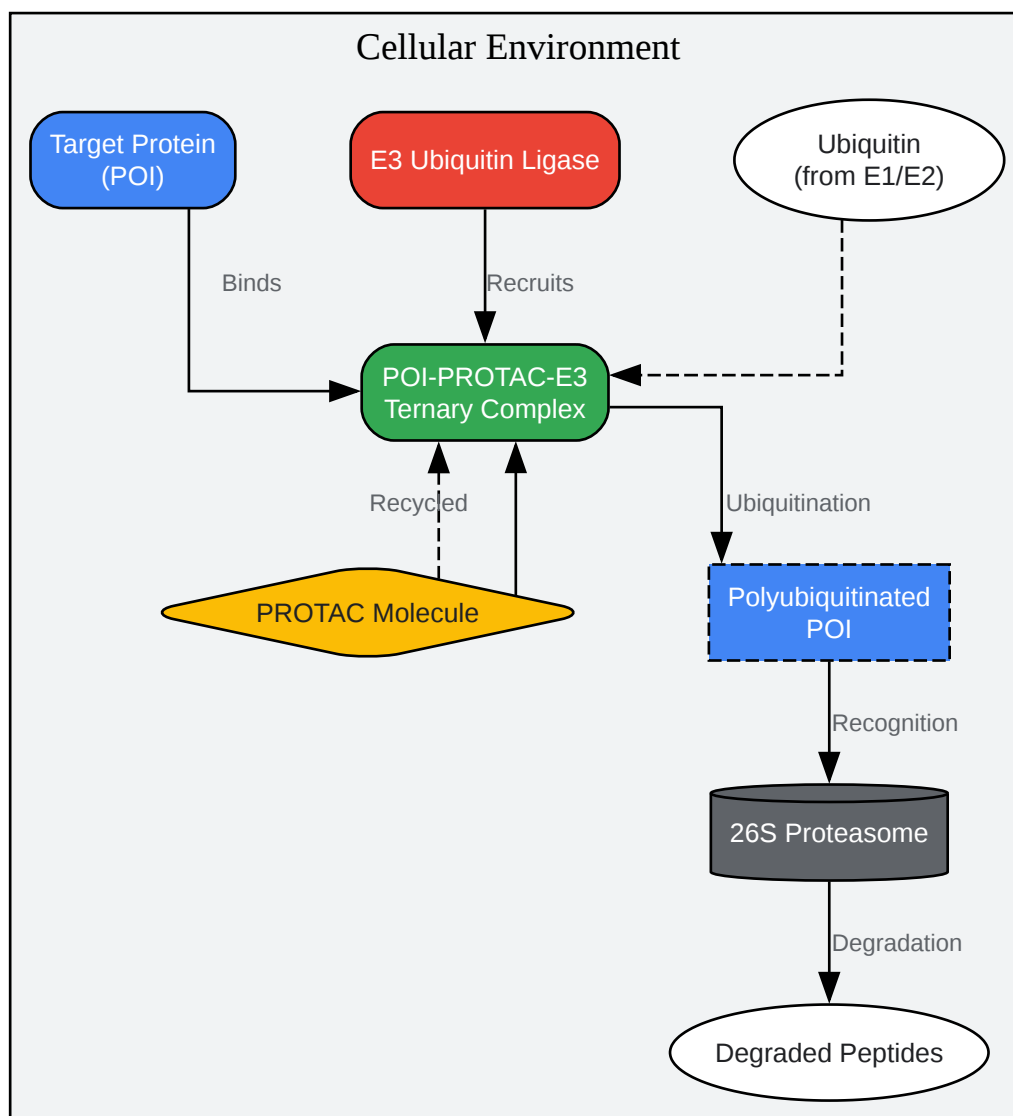 Cellular Environment
Target Protein
(POI)
E3 Ubiquitin Ligase
Ubiquitin
(from E1/E2)
Binds
Recruits
POI-PROTAC-E3
Ternary Complex
Recycled
Ubiquitination
PROTAC Molecule
Polyubiquitinated
POI
Recognition
26S Proteasome
Degradation
Degraded Peptides